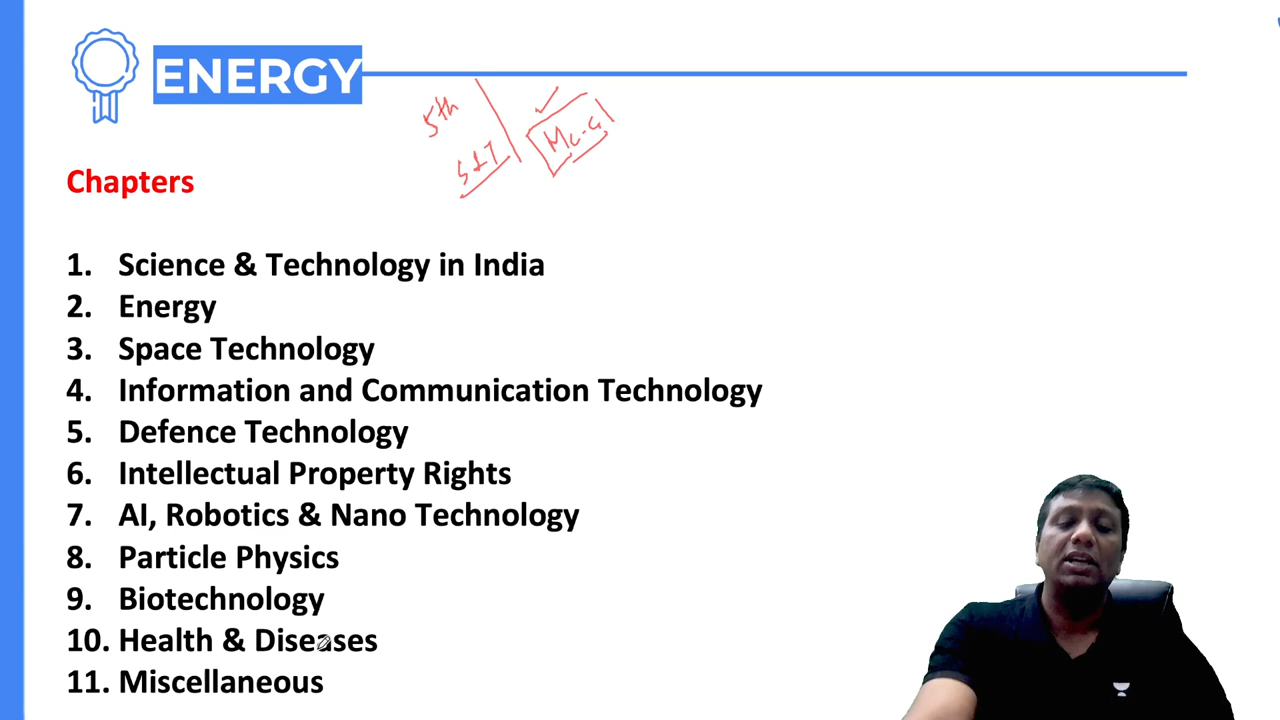 ENERGY
5th
S&T
Mc-G
Chapters
1. Science & Technology in India
2. Energy
3. Space Technology
4. Information and Communication Technology
5. Defence Technology
6. Intellectual Property Rights
7. AI, Robotics & Nano Technology
8. Particle Physics
9. Biotechnology
10. Health & Diseases
11. Miscellaneous